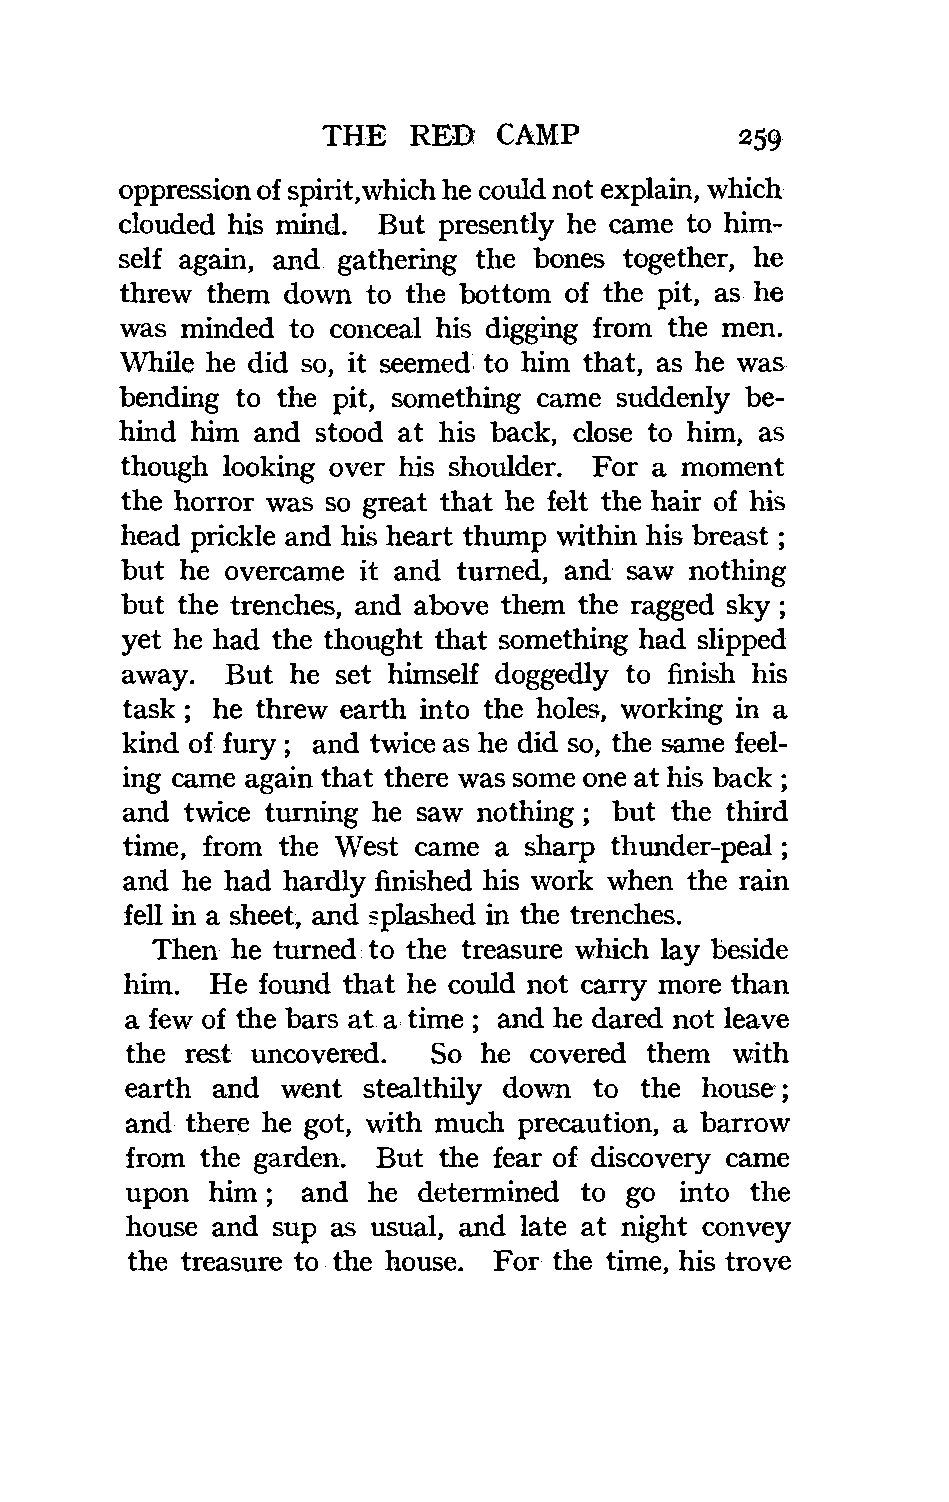 THE RED CAMP 259
oppression of spirit,which he could not explain, which
clouded his mind. But presently he came to him-
self again, and gathering the bones together, he
threw them down to the bottom of the pit, as he
was minded to conceal his digging from the men.
While he did so, it seemed to him that, as he was
bending to the pit, something came suddenly be-
hind him and stood at his back, close to him, as
though looking over his shoulder. For a moment
the horror was so great that he felt the hair of his
head prickle and his heart thump within his breast ;
but he overcame it and turned, and saw nothing
but the trenches, and above them the ragged sky ;
yet he had the thought that something had slipped
away. But he set himself doggedly to finish his
task ; he threw earth into the holes, working in a
kind of fury ; and twice as he did so, the same feel-
ing came again that there was some one at his back ;
and twice turning he saw nothing ; but the third
time, from the West came a sharp thunder-peal ;
and he had hardly finished his work when the rain
fell in a sheet, and splashed in the trenches.
Then he turned to the treasure which lay beside
him. He found that he could not carry more than
a few of the bars at a time ; and he dared not leave
the rest uncovered. So he covered them with
earth and went stealthily down to the house ;
and there he got, with much precaution, a barrow
from the garden. But the fear of discovery came
upon him ; and he determined to go into the
house and sup as usual, and late at night convey
the treasure to the house. For the time, his trove